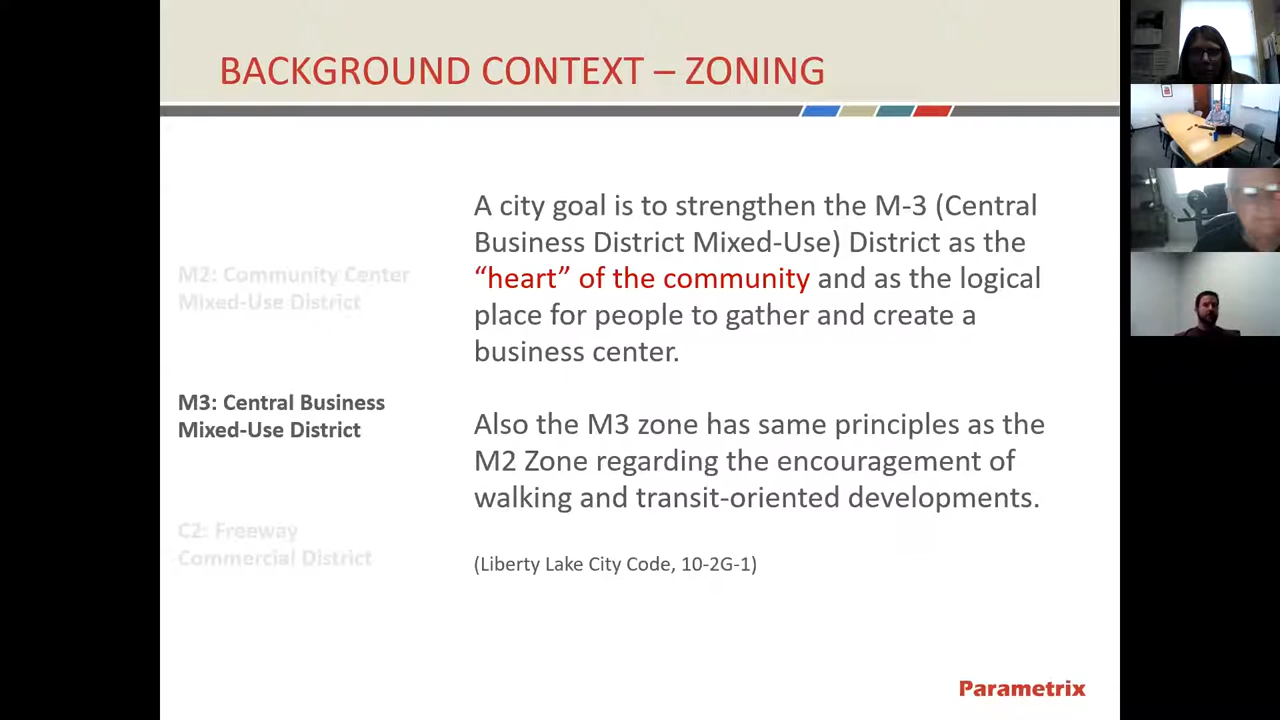 BACKGROUND CONTEXT – ZONING
M2: Community Center
Mixed-Use District
M3: Central Business
Mixed-Use District
C2: Freeway
Commercial District
A city goal is to strengthen the M-3 (Central
Business District Mixed-Use) District as the
“heart” of the community and as the logical
place for people to gather and create a
business center.
Also the M3 zone has same principles as the
M2 Zone regarding the encouragement of
walking and transit-oriented developments.
(Liberty Lake City Code, 10-2G-1)
Parametrix